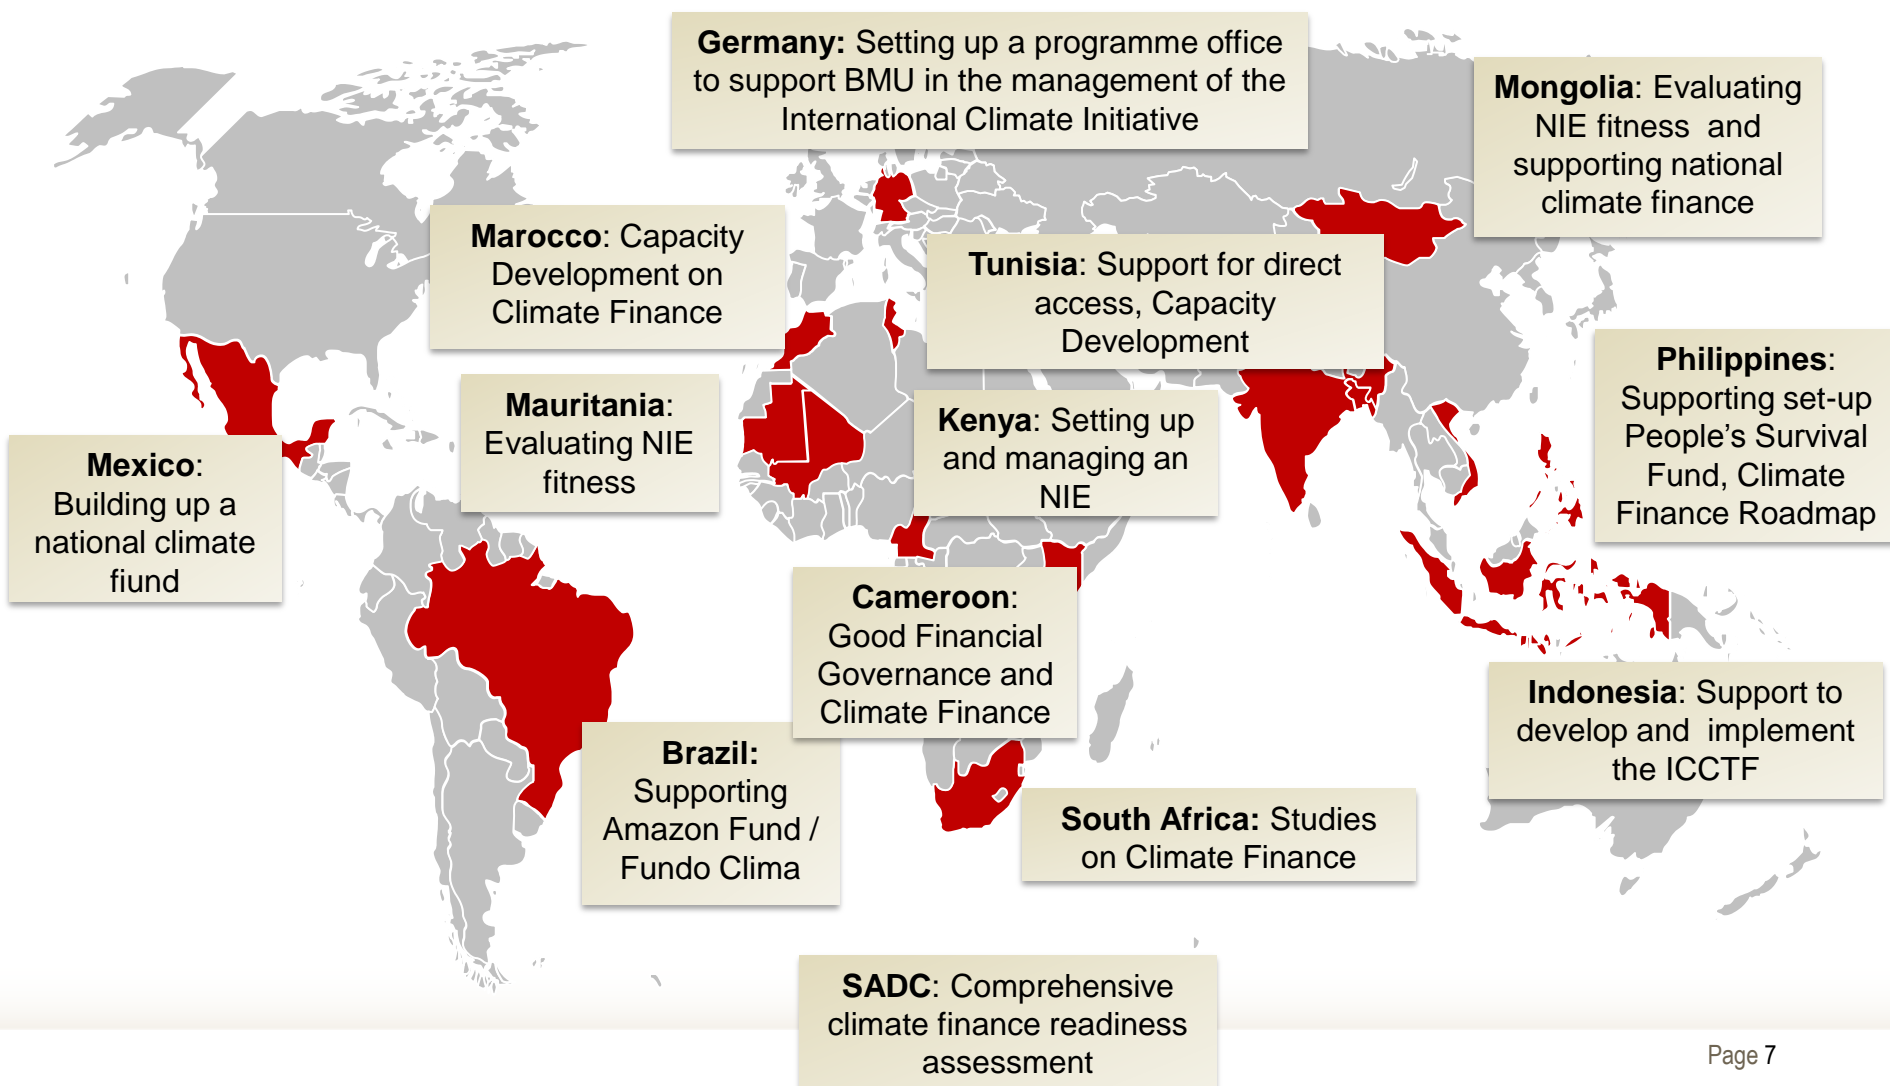 Germany: Setting up a programme office
to support BMU in the management of the
International Climate Initiative
Mongolia: Evaluating
NIE fitness and
supporting national
climate finance
Marocco: Capacity
Development on
Climate Finance
Tunisia: Support for direct
access, Capacity
Development
Philippines:
Supporting set-up
People’s Survival
Fund, Climate
Finance Roadmap
Mauritania:
Evaluating NIE
fitness
Kenya: Setting up
and managing an
NIE
Mexico:
Building up a
national climate
fiund
Cameroon:
Good Financial
Governance and
Climate Finance
Indonesia: Support to
develop and implement
the ICCTF
Brazil:
Supporting
Amazon Fund /
Fundo Clima
South Africa: Studies
on Climate Finance
SADC: Comprehensive
climate finance readiness
assessment
Page 7